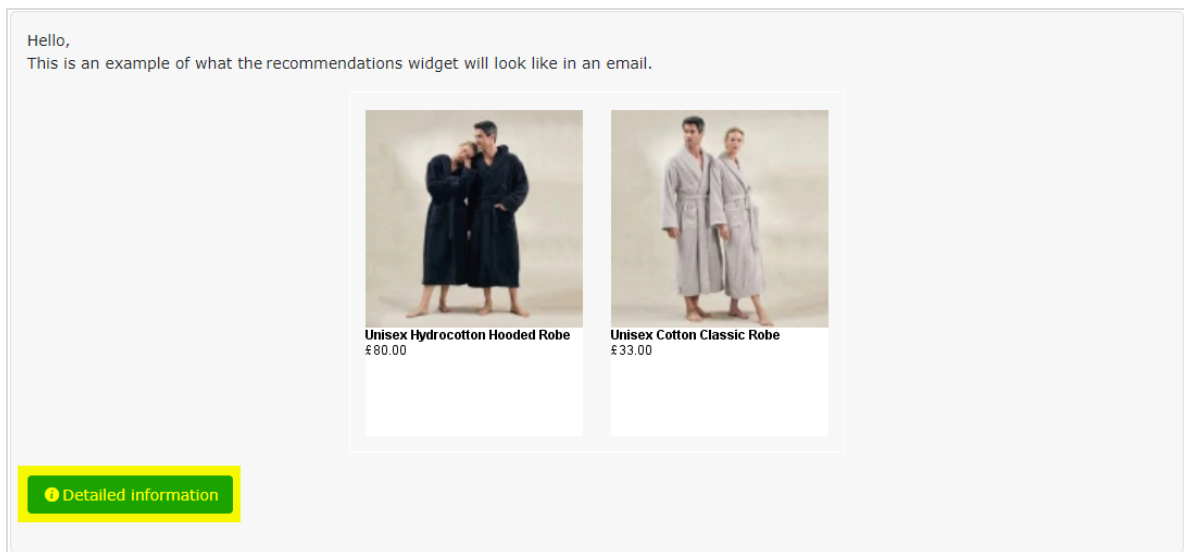 Hello,
This is an example of what the recommendations widget will look like in an email.
Unisex Hydrocotton Hooded Robe
£80.00
Unisex Cotton Classic Robe
£33.00
Detailed information